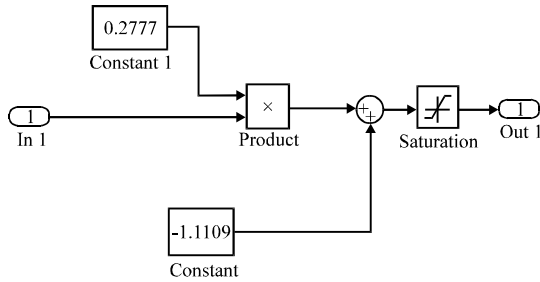 0.2777
Constant 1
1
In 1
×
Product
+
+
Saturation
1
Out 1
-1.1109
Constant